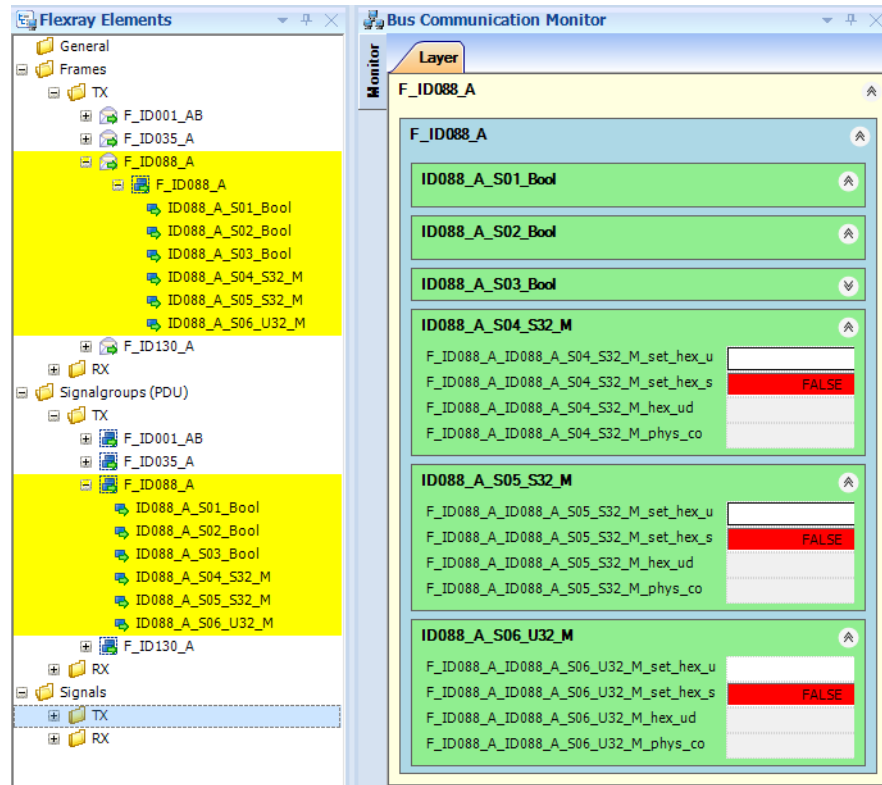 Flexray Elements
General
Frames
TX
F_ID001_AB
F_ID035_A
F_ID088_A
F_ID088_A
ID088_A_S01_Bool
ID088_A_S02_Bool
ID088_A_S03_Bool
ID088_A_S04_S32_M
ID088_A_S05_S32_M
ID088_A_S06_U32_M
F_ID130_A
RX
Signalgroups (PDU)
TX
F_ID001_AB
F_ID035_A
F_ID088_A
ID088_A_S01_Bool
ID088_A_S02_Bool
ID088_A_S03_Bool
ID088_A_S04_S32_M
ID088_A_S05_S32_M
ID088_A_S06_U32_M
F_ID130_A
RX
Signals
TX
RX
Bus Communication Monitor
Monitor
Layer
F_ID088_A
F_ID088_A
ID088_A_S01_Bool
ID088_A_S02_Bool
ID088_A_S03_Bool
ID088_A_S04_S32_M
F_ID088_A_ID088_A_S04_S32_M_set_hex_u
F_ID088_A_ID088_A_S04_S32_M_set_hex_s FALSE
F_ID088_A_ID088_A_S04_S32_M_hex_ud
F_ID088_A_ID088_A_S04_S32_M_phys_co
ID088_A_S05_S32_M
F_ID088_A_ID088_A_S05_S32_M_set_hex_u
F_ID088_A_ID088_A_S05_S32_M_set_hex_s FALSE
F_ID088_A_ID088_A_S05_S32_M_hex_ud
F_ID088_A_ID088_A_S05_S32_M_phys_co
ID088_A_S06_U32_M
F_ID088_A_ID088_A_S06_U32_M_set_hex_u
F_ID088_A_ID088_A_S06_U32_M_set_hex_s FALSE
F_ID088_A_ID088_A_S06_U32_M_hex_ud
F_ID088_A_ID088_A_S06_U32_M_phys_co